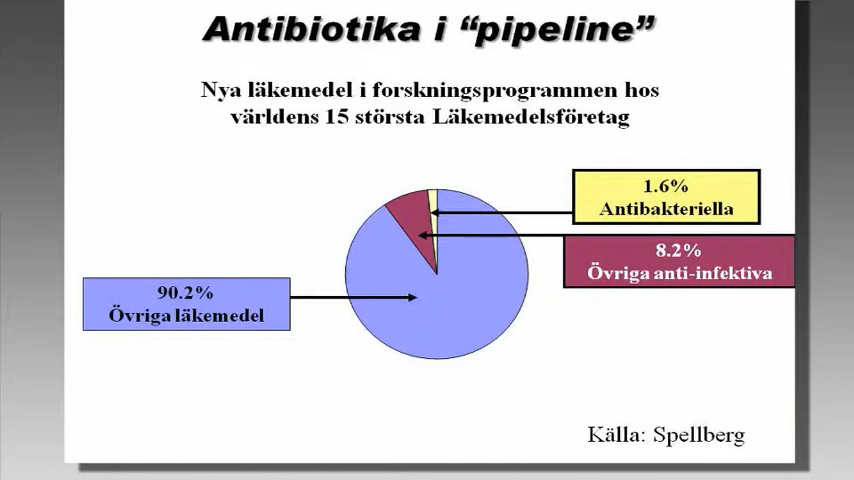 Antibiotika i “pipeline”
Nya läkemedel i forskningsprogrammen hos
världens 15 största Läkemedelsföretag
1.6%
Antibakteriella
8.2%
Övriga anti-infektiva
90.2%
Övriga läkemedel
Källa: Spellberg